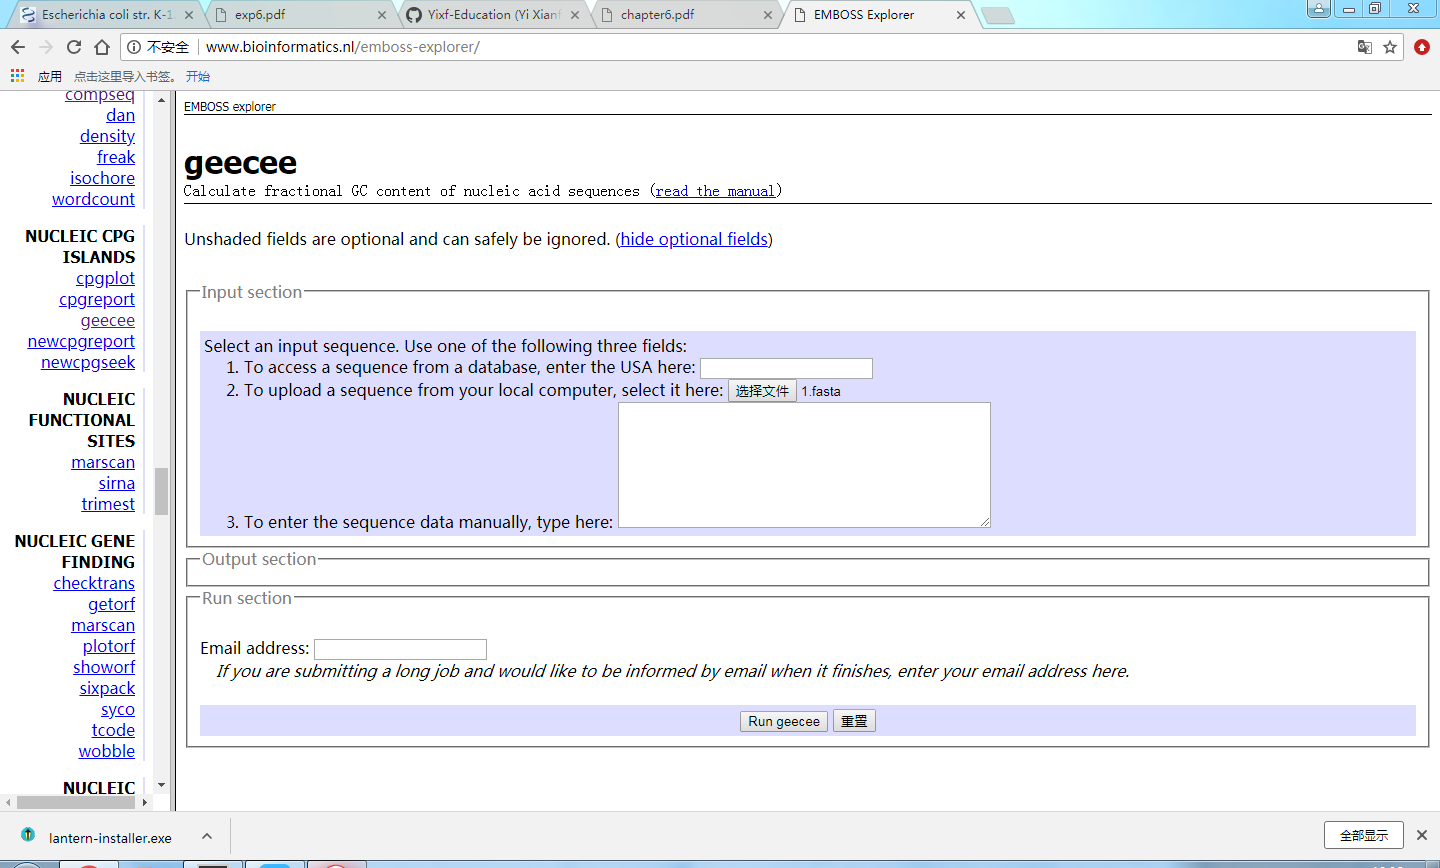 Escherichia coli str. K-1
exp6.pdf
Yixf-Education (Yi Xianf
chapter6.pdf
EMBOSS Explorer
不安全
www.bioinformatics.nl/emboss-explorer/
应用
点击这里导入书签。
开始
compseq
dan
density
freak
isochore
wordcount
NUCLEIC CPG
ISLANDS
cpgplot
cpgreport
geecee
newcpgreport
newcpgseek
NUCLEIC
FUNCTIONAL
SITES
marscan
sirna
trimest
NUCLEIC GENE
FINDING
checktrans
getorf
marscan
plotorf
showorf
sixpack
syco
tcode
wobble
NUCLEIC
EMBOSS explorer
geecee
Calculate fractional GC content of nucleic acid sequences (read the manual)
Unshaded fields are optional and can safely be ignored. (hide optional fields)
Input section
Select an input sequence. Use one of the following three fields:
1. To access a sequence from a database, enter the USA here:
2. To upload a sequence from your local computer, select it here: 选择文件 1.fasta
3. To enter the sequence data manually, type here:
Output section
Run section
Email address:
If you are submitting a long job and would like to be informed by email when it finishes, enter your email address here.
Run geecee 重置
lantern-installer.exe
全部显示